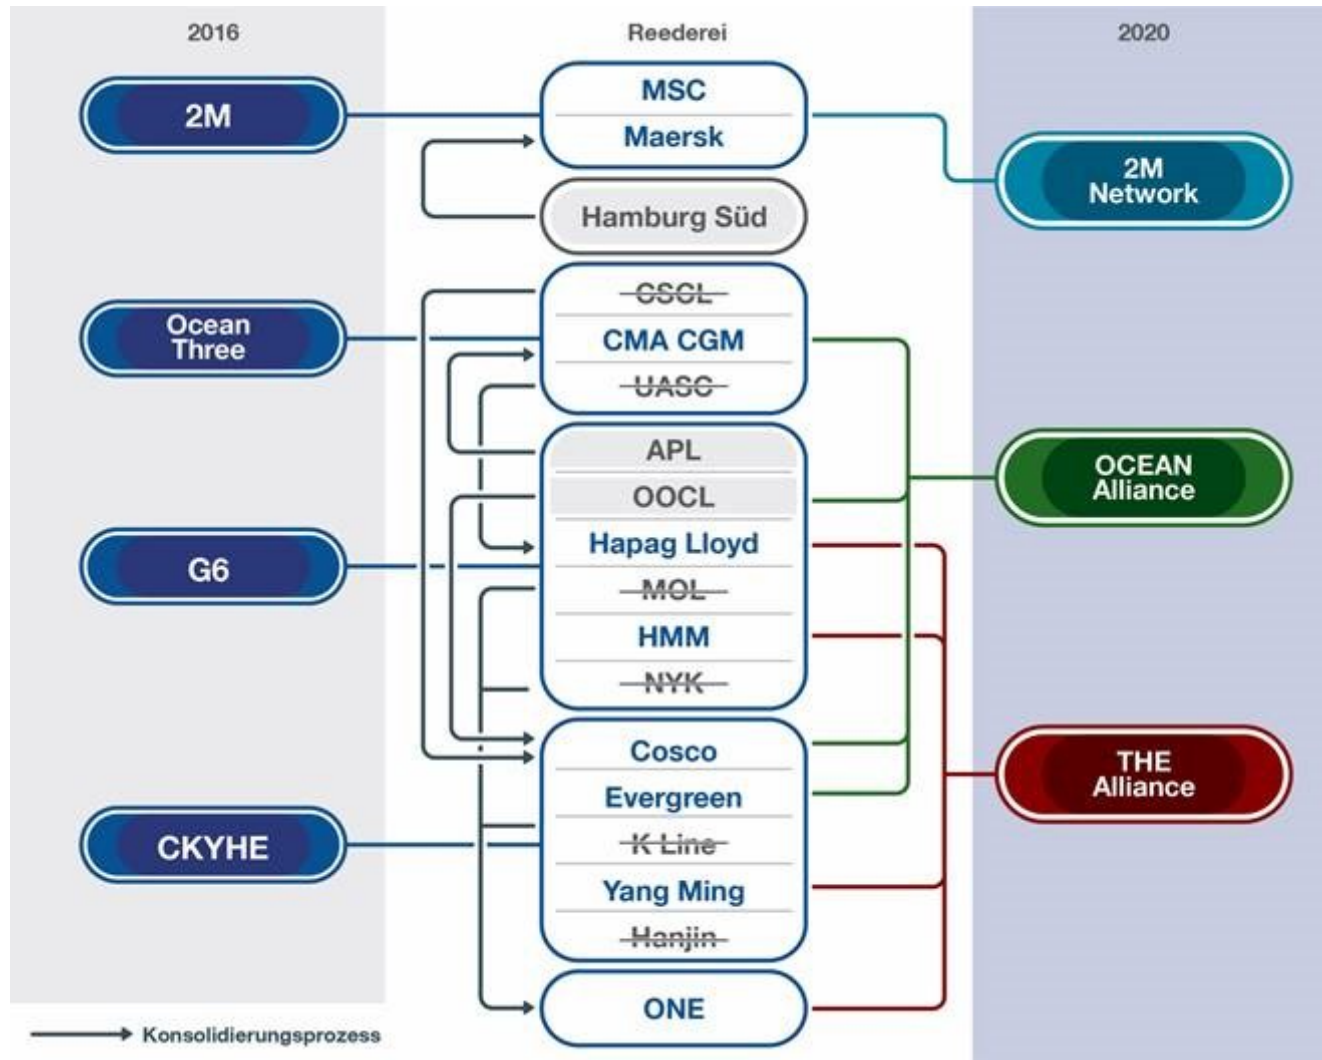 2016
Reederei
2020
2M
MSC
Maersk
2M
Network
Hamburg Süd
Ocean
Three
CSCL
CMA CGM
UASC
APL
OOCL
OCEAN
Alliance
G6
Hapag Lloyd
MOL
HMM
NYK
Cosco
Evergreen
K Line
Yang Ming
Hanjin
THE
Alliance
CKYHE
ONE
Konsolidierungsprozess